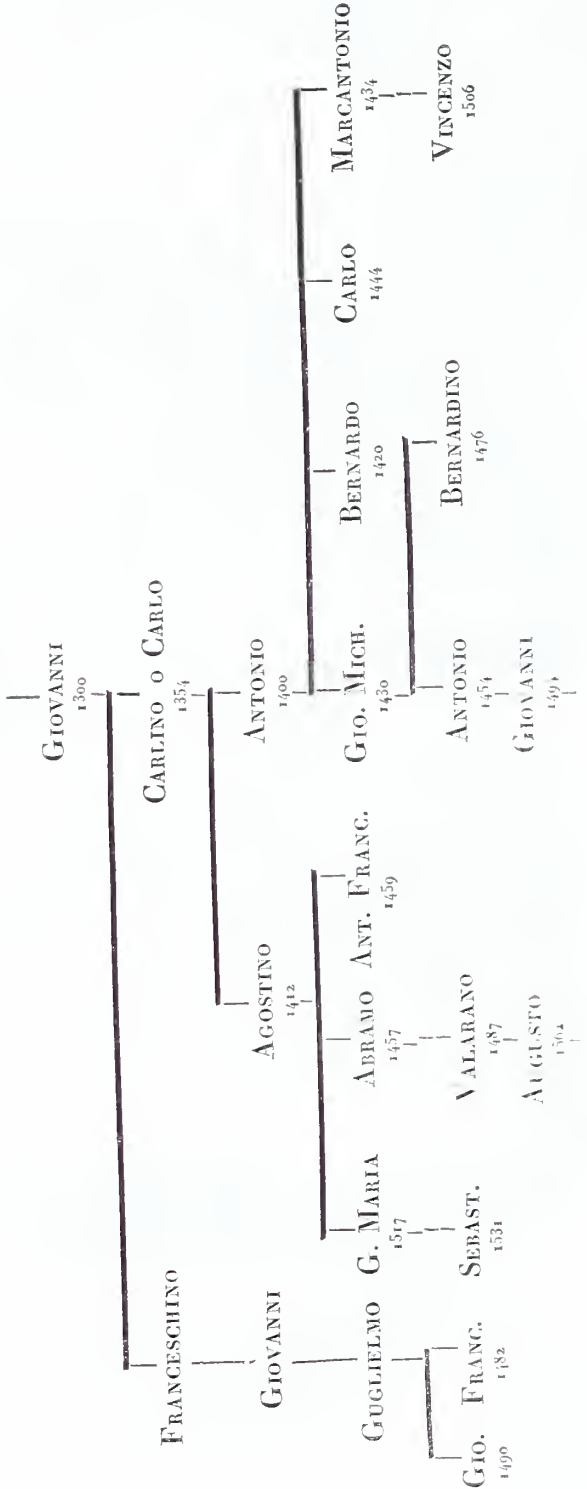 GIOVANNI
1300
FRANCESCHINO
CARLINO O CARLO
1354
GIOVANNI
AGOSTINO
1412
ANTONIO
1400
GUGLIELMO
G. MARIA
1517
ABRAMO
1457
ANT. FRANC.
1459
GIO. MICH.
1430
BERNARDO
1420
CARLO
1444
MARCANTONIO
1434
GIO.
1490
FRANC.
1482
SEBAST.
1531
VALARANO
1487
ANTONIO
1454
BERNARDINO
1476
VINCENZO
1506
AUGUSTO
GIOVANNI